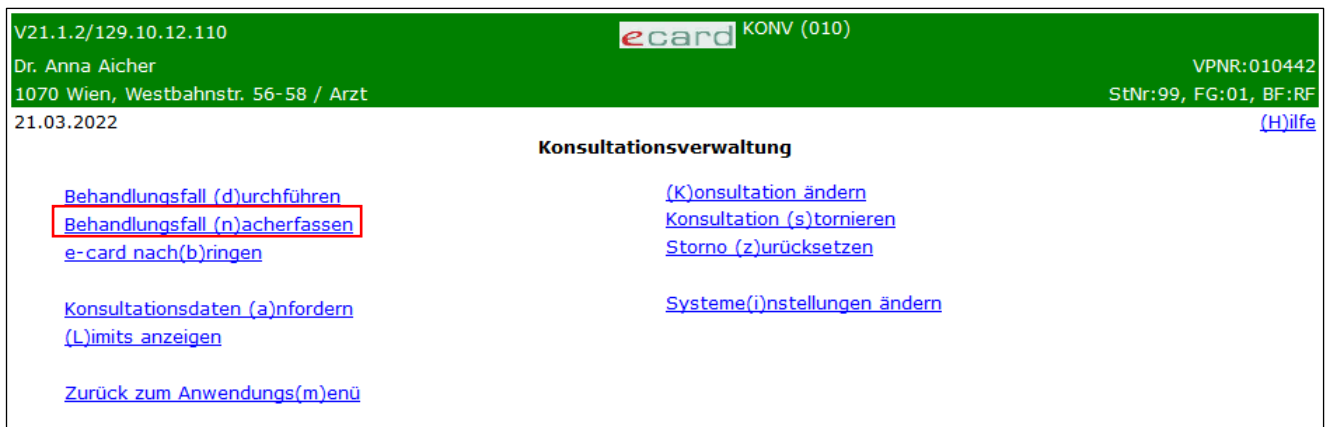 V21.1.2/129.10.12.110 ecard KONV (010)
Dr. Anna Aicher VPNR:010442
1070 Wien, Westbahnstr. 56-58 / Arzt StNr:99, FG:01, BF:RF
21.03.2022 (H)ilfe
Konsultationsverwaltung
Behandlungsfall (d)urchführen (K)onsultation ändern
Behandlungsfall (n)acherfassen Konsultation (s)tornieren
e-card nach(b)ringen Storno (z)urücksetzen
Konsultationsdaten (a)nfordern Systeme(i)nstellungen ändern
(L)imits anzeigen
Zurück zum Anwendungs(m)enü